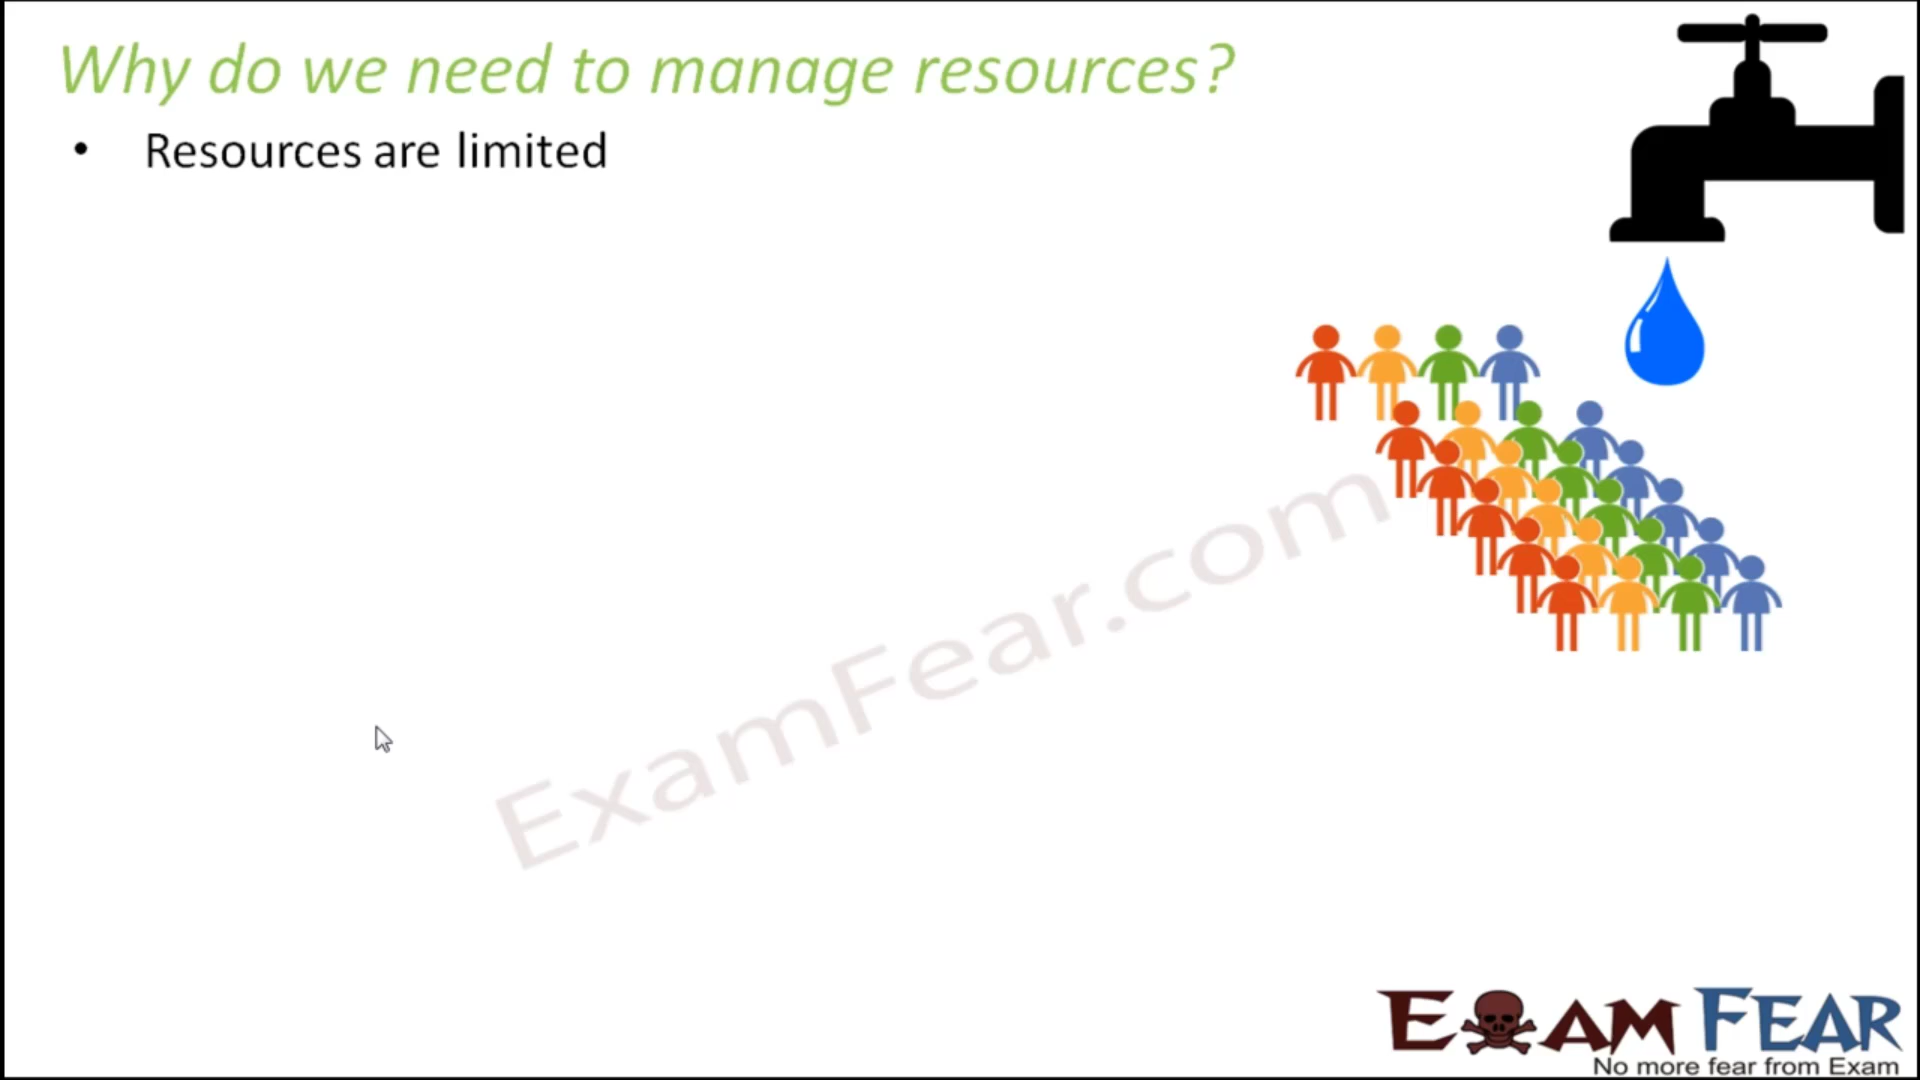 Why do we need to manage resources?
• Resources are limited
ExamFear.com
EXAM FEAR
No more fear from Exam